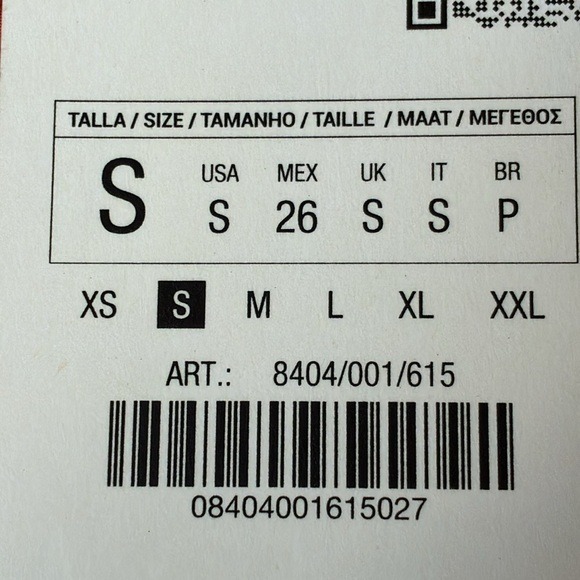 TALLA / SIZE / TAMANHO / TAILLE / MAAT / ΜΕΓΕΘΟΣ
S
USA MEX UK IT BR
S 26 S S P
XS S M L XL XXL
ART.: 8404/001/615
08404001615027